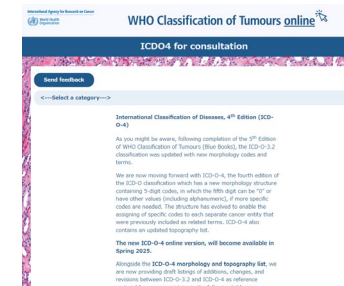 International Agency for Research on Cancer
World Health
Organization
WHO Classification of Tumours online
ICDO4 for consultation
Send feedback
<---Select a category--->
International Classification of Diseases, 4th Edition (ICD-
O-4)
As you might be aware, following completion of the 5th Edition
of WHO Classification of Tumours (Blue Books), the ICD-O-3.2
classification was updated with new morphology codes and
terms.
We are now moving forward with ICD-O-4, the fourth edition of
the ICD-O classification which has a new morphology structure
containing 5-digit codes, in which the fifth digit can be "0" or
have other values (including alphanumeric), if more specific
codes are needed. The structure has evolved to enable the
assigning of specific codes to each separate cancer entity that
were previously included as related terms. ICD-O-4 also
contains an updated topography list.
The new ICD-O-4 online version, will become available in
Spring 2025.
Alongside the ICD-O-4 morphology and topography list, we
are now providing draft listings of additions, changes, and
revisions between ICD-O-3.2 and ICD-O-4 as reference